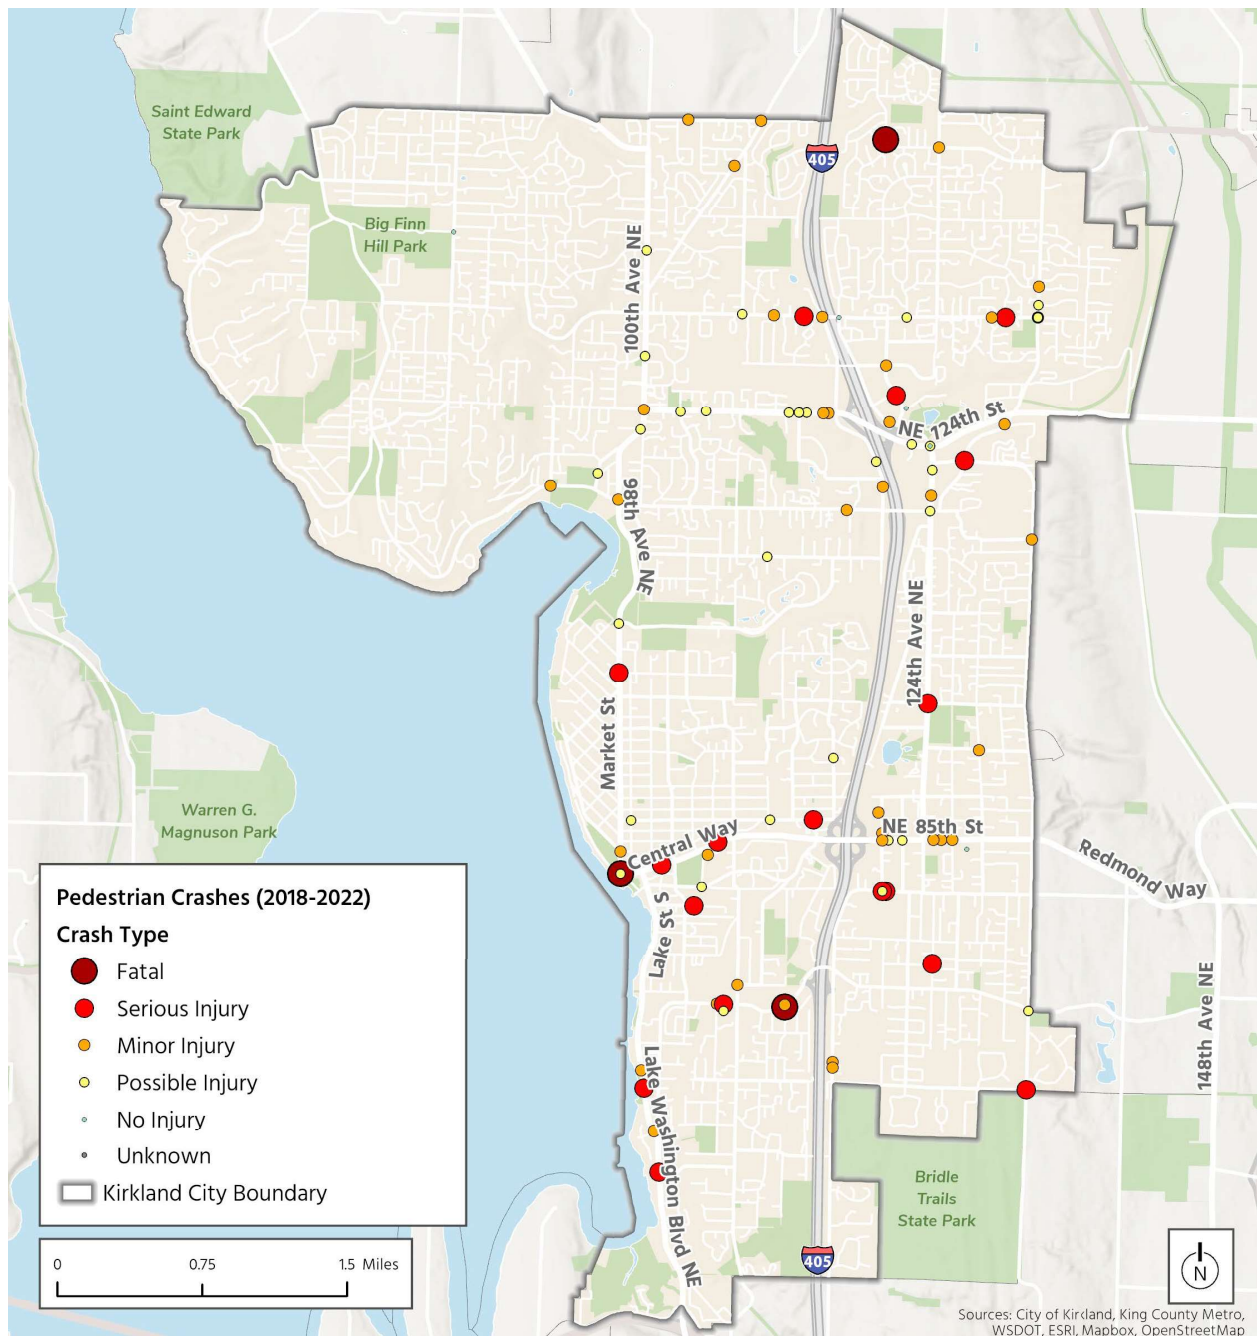 Saint Edward
State Park
405
Big Finn
Hill Park
100th Ave NE
NE 124th St
98th Ave NE
124th Ave NE
Market St
Warren G.
Magnuson Park
NE 85th St
Central Way
Redmond Way
Lake St S
148th Ave NE
Lake Washington Blvd NE
Bridle
Trails
State Park
405
Pedestrian Crashes (2018-2022)
Crash Type
Fatal
Serious Injury
Minor Injury
Possible Injury
No Injury
Unknown
Kirkland City Boundary
0 0.75 1.5 Miles
N
Sources: City of Kirkland, King County Metro,
WSDOT, ESRI, Mapbox, OpenStreetMap